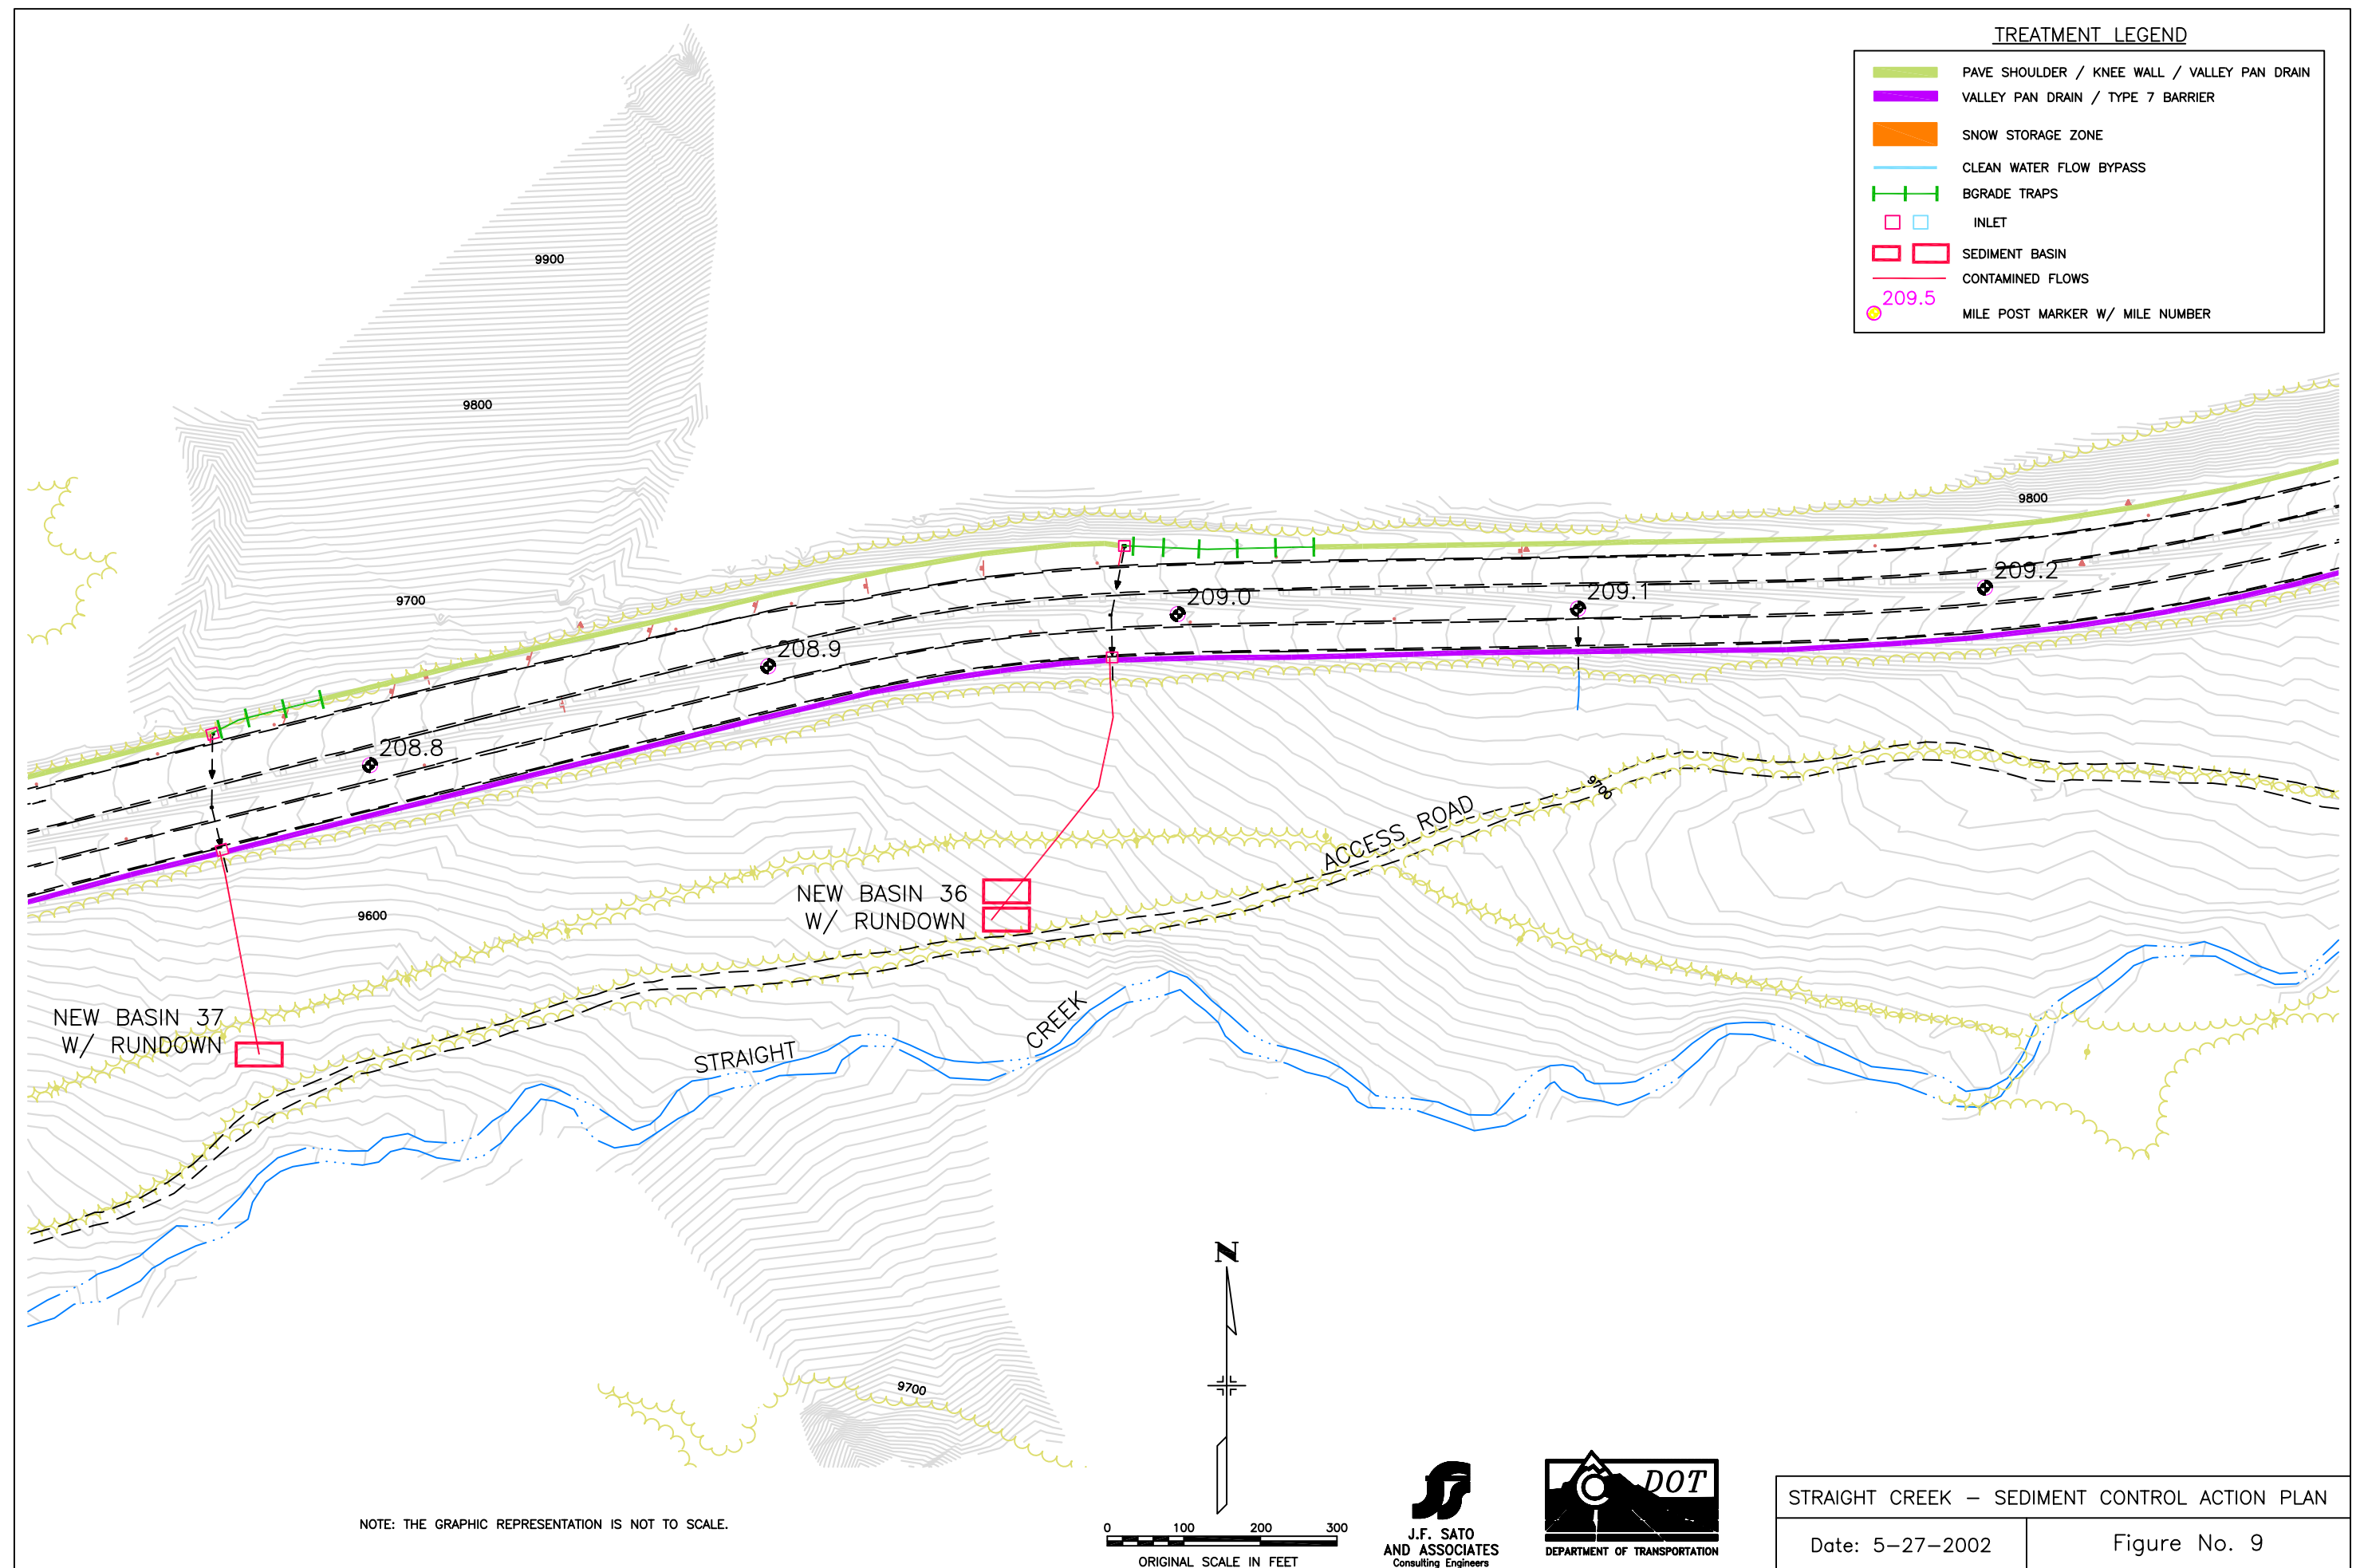 TREATMENT LEGEND
PAVE SHOULDER / KNEE WALL / VALLEY PAN DRAIN
VALLEY PAN DRAIN / TYPE 7 BARRIER
SNOW STORAGE ZONE
CLEAN WATER FLOW BYPASS
BGRADE TRAPS
INLET
SEDIMENT BASIN
CONTAMINED FLOWS
209.5
MILE POST MARKER W/ MILE NUMBER
9900
9800
9800
9700
209.2
209.1
209.0
208.9
208.8
9700
ACCESS ROAD
NEW BASIN 36
W/ RUNDOWN
9600
NEW BASIN 37
W/ RUNDOWN
STRAIGHT CREEK
9700
N
NOTE: THE GRAPHIC REPRESENTATION IS NOT TO SCALE.
0 100 200 300
ORIGINAL SCALE IN FEET
J.F. SATO
AND ASSOCIATES
Consulting Engineers
DOT
DEPARTMENT OF TRANSPORTATION
STRAIGHT CREEK – SEDIMENT CONTROL ACTION PLAN
Date: 5-27-2002
Figure No. 9